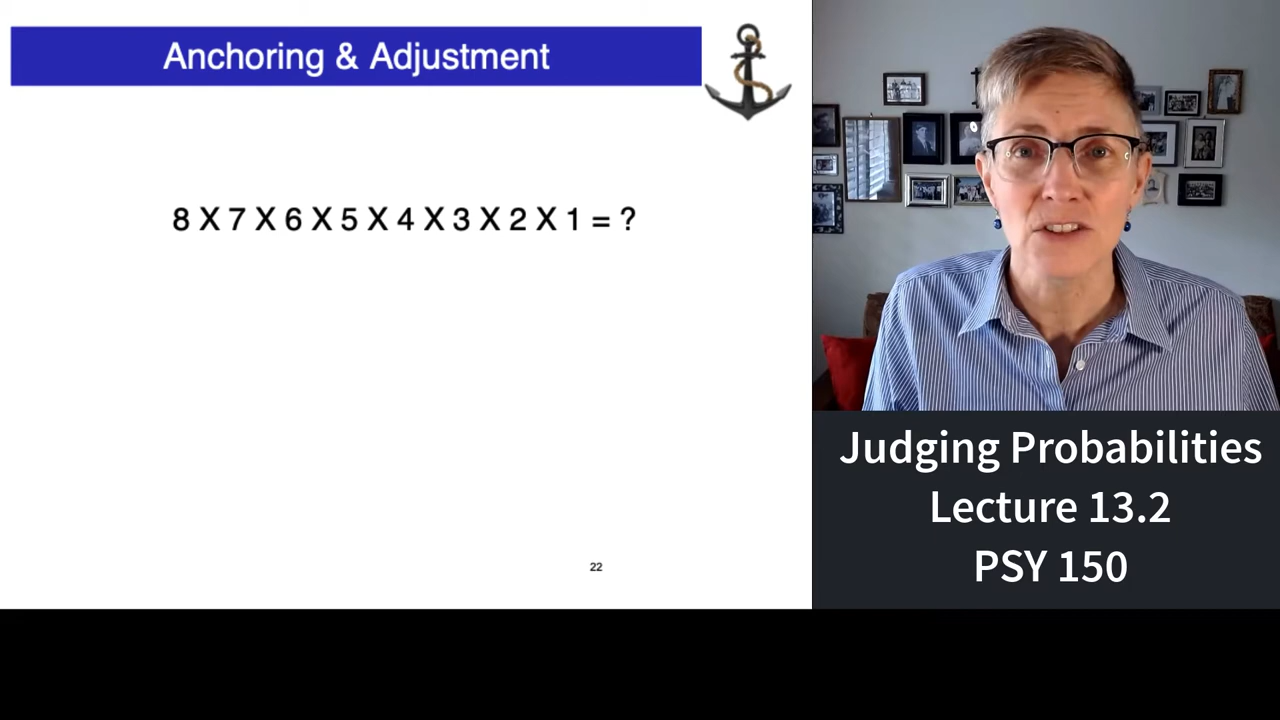 Anchoring & Adjustment
8 X 7 X 6 X 5 X 4 X 3 X 2 X 1 = ?
22
Judging Probabilities
Lecture 13.2
PSY 150